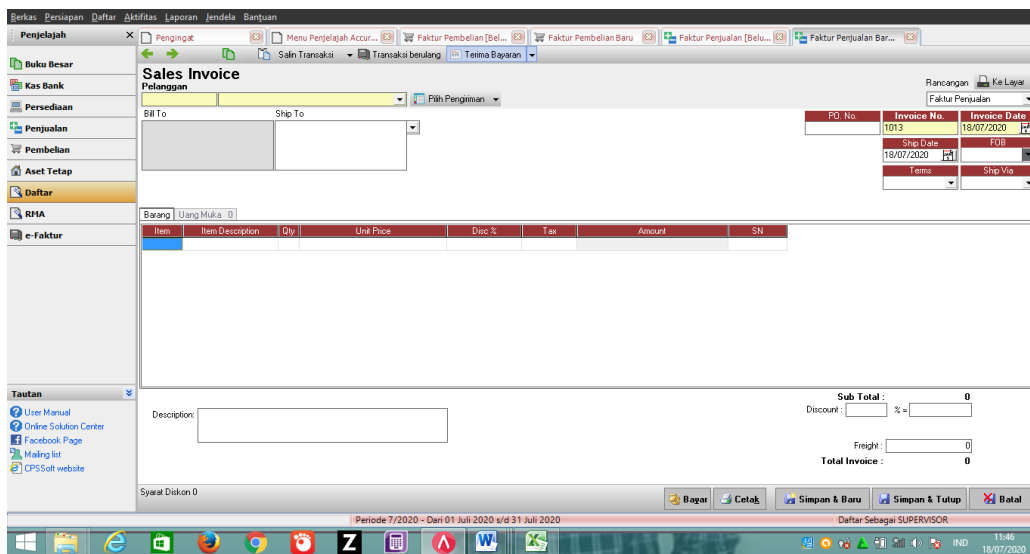 Berkas Persiapan Daftar Aktifitas Laporan Jendela Bantuan
Penjelajah X
Pengingat
Menu Penjelajah Accur...
Faktur Pembelian [Bel...
Faktur Pembelian Baru
Faktur Penjualan [Belu...
Faktur Penjualan Bar...
Salin Transaksi Transaksi berulang Terima Bayaran
Buku Besar
Kas Bank
Persediaan
Penjualan
Pembelian
Aset Tetap
Daftar
RMA
e-Faktur
Sales Invoice
Pelanggan
Pilih Pengiriman
Rancangan Ke Layar
Faktur Penjualan
Bill To Ship To
P.O. No. Invoice No. Invoice Date
1013 18/07/2020
Ship Date FOB
18/07/2020
Terms Ship Via
Barang Uang Muka 0
Item Item Description Qty Unit Price Disc % Tax Amount SN
Tautan
User Manual
Online Solution Center
Facebook Page
Mailing list
CPSSoft website
Description:
Sub Total : 0
Discount : % =
Freight : 0
Total Invoice : 0
Syarat Diskon 0
Bayar Cetak Simpan & Baru Simpan & Tutup Batal
Periode 7/2020 - Dari 01 Juli 2020 s/d 31 Juli 2020
Daftar Sebagai SUPERVISOR
Z
IND
11:46
18/07/2020